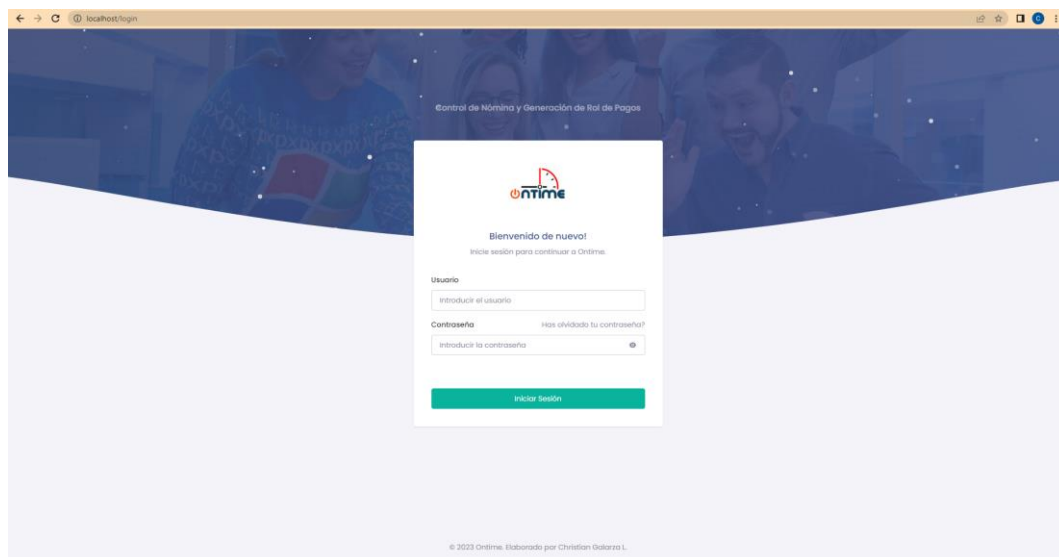 localhost/login
C
Control de Nómina y Generación de Rol de Pagos
ontime
Bienvenido de nuevo!
Inicie sesión para continuar a Ontime.
Usuario
Introducir el usuario
Contraseña Has olvidado tu contraseña?
Introducir la contraseña
Iniciar Sesión
© 2023 Ontime. Elaborado por Christian Galarza L.